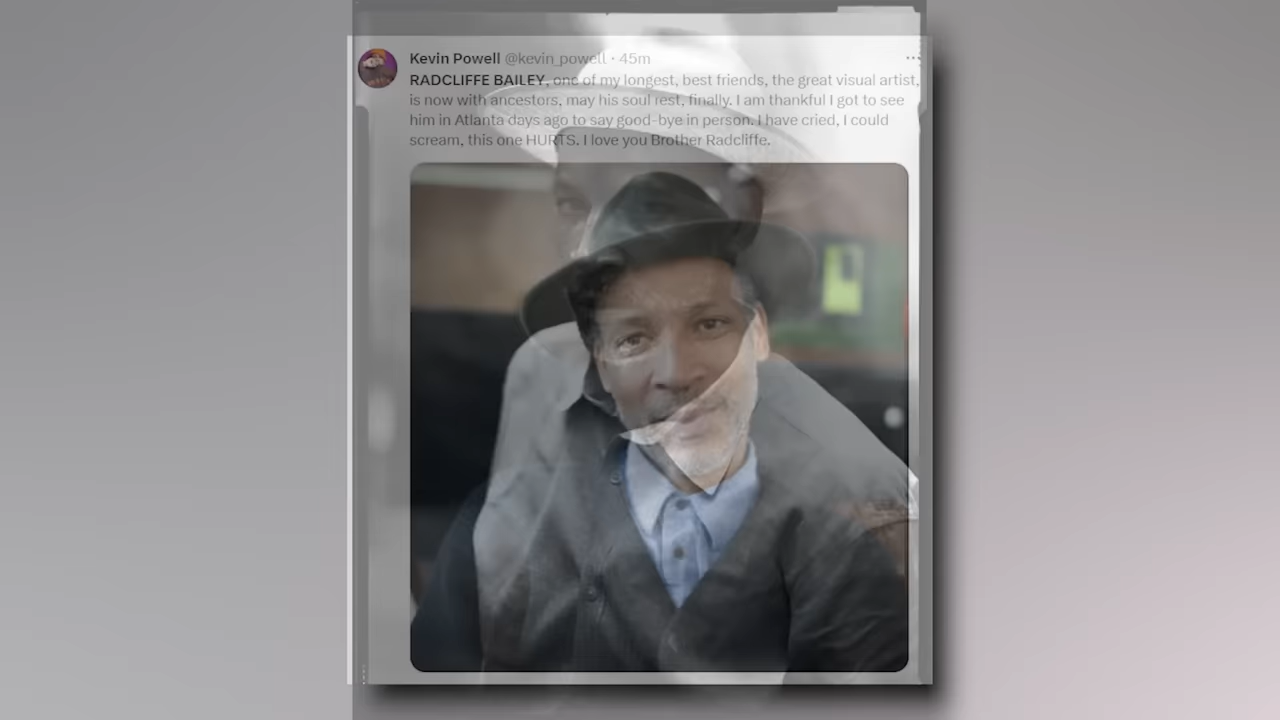 Kevin Powell @kevin_powell · 45m
RADCLIFFE BAILEY, one of my longest, best friends, the great visual artist,
is now with ancestors, may his soul rest, finally. I am thankful I got to see
him in Atlanta days ago to say good-bye in person. I have cried, I could
scream, this one HURTS. I love you Brother Radcliffe.